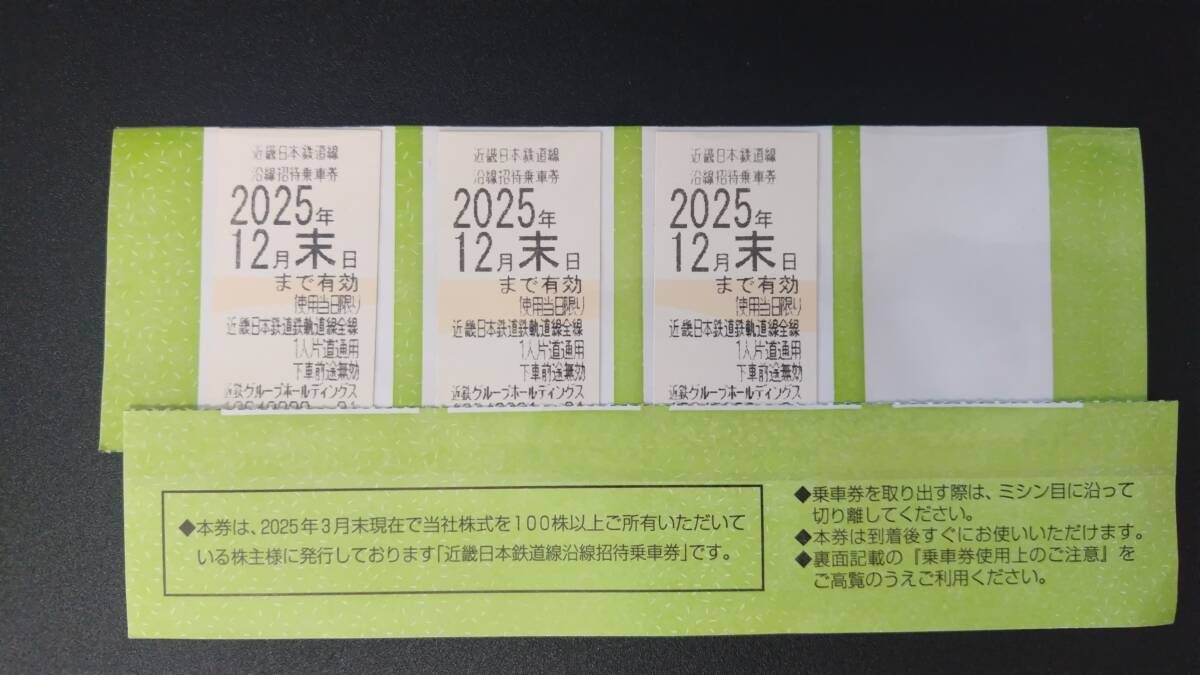 近畿日本鉄道線
沿線招待乗車券
2025年
12月末日
まで有効
(使用当日限り)
近畿日本鉄道鉄軌道線全線
1人片道通用
下車前途無効
近鉄グループホールディングス
近畿日本鉄道線
沿線招待乗車券
2025年
12月末日
まで有効
(使用当日限り)
近畿日本鉄道鉄軌道線全線
1人片道通用
下車前途無効
近鉄グループホールディングス
近畿日本鉄道線
沿線招待乗車券
2025年
12月末日
まで有効
(使用当日限り)
近畿日本鉄道鉄軌道線全線
1人片道通用
下車前途無効
近鉄グループホールディングス
◆本券は、2025年3月末現在で当社株式を100株以上ご所有いただいて
いる株主様に発行しております「近畿日本鉄道線沿線招待乗車券」です。
◆乗車券を取り出す際は、ミシン目に沿って
切り離してください。
◆本券は到着後すぐにお使いいただけます。
◆裏面記載の『乗車券使用上のご注意』を
ご高覧のうえご利用ください。